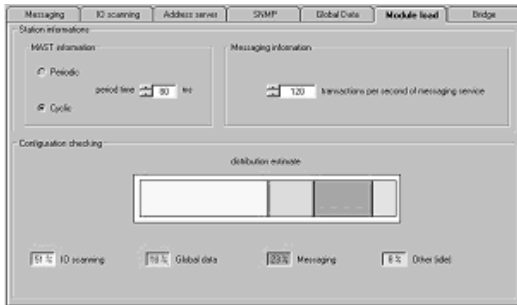 Messaging IO scanning Address server SNMP Global Data Module load Bridge
Station informations
MAST information
Messaging information
Periodic
period time 80 ms
120 transactions per second of messaging service
Cyclic
Configuration checking
distribution estimate
51 % IO scanning 18 % Global data 23 % Messaging 8 % Other (idle)